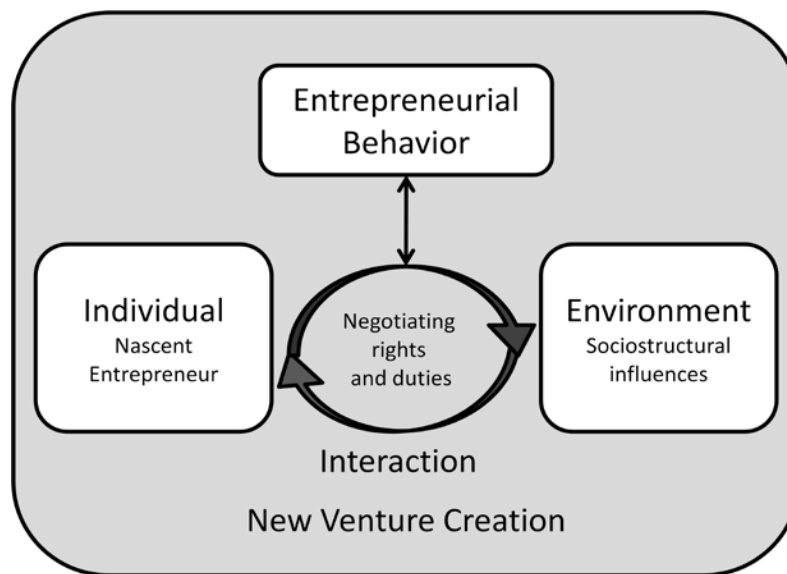 Entrepreneurial
Behavior
Individual
Nascent
Entrepreneur
Negotiating
rights
and duties
Environment
Sociostructural
influences
Interaction
New Venture Creation